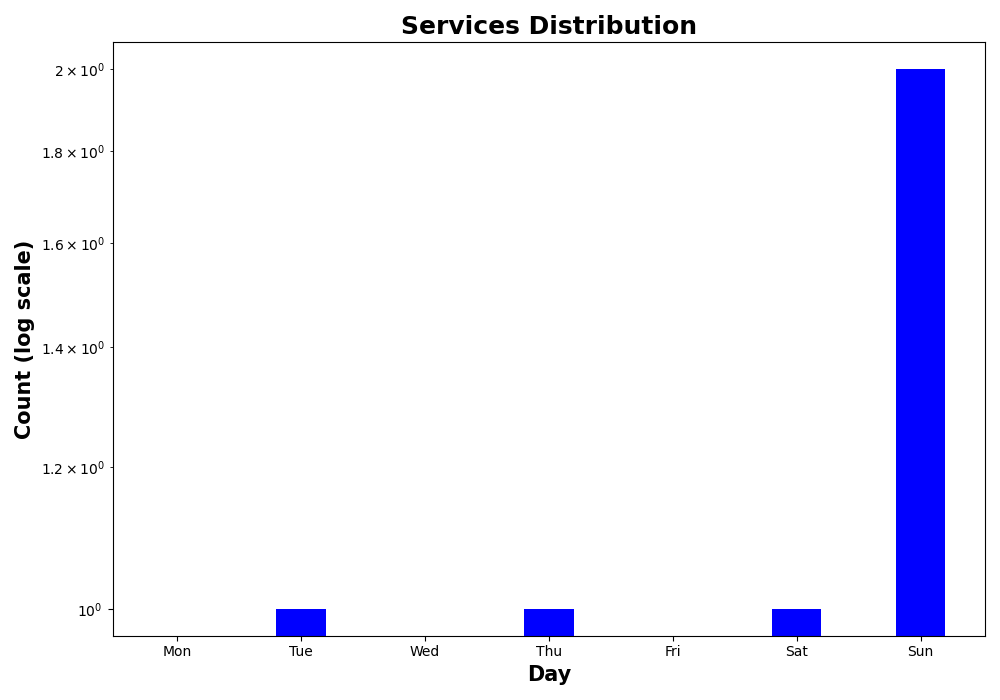 Services Distribution
Count (log scale)
2 × 10⁰
1.8 × 10⁰
1.6 × 10⁰
1.4 × 10⁰
1.2 × 10⁰
10⁰
Mon Tue Wed Thu Fri Sat Sun
Day